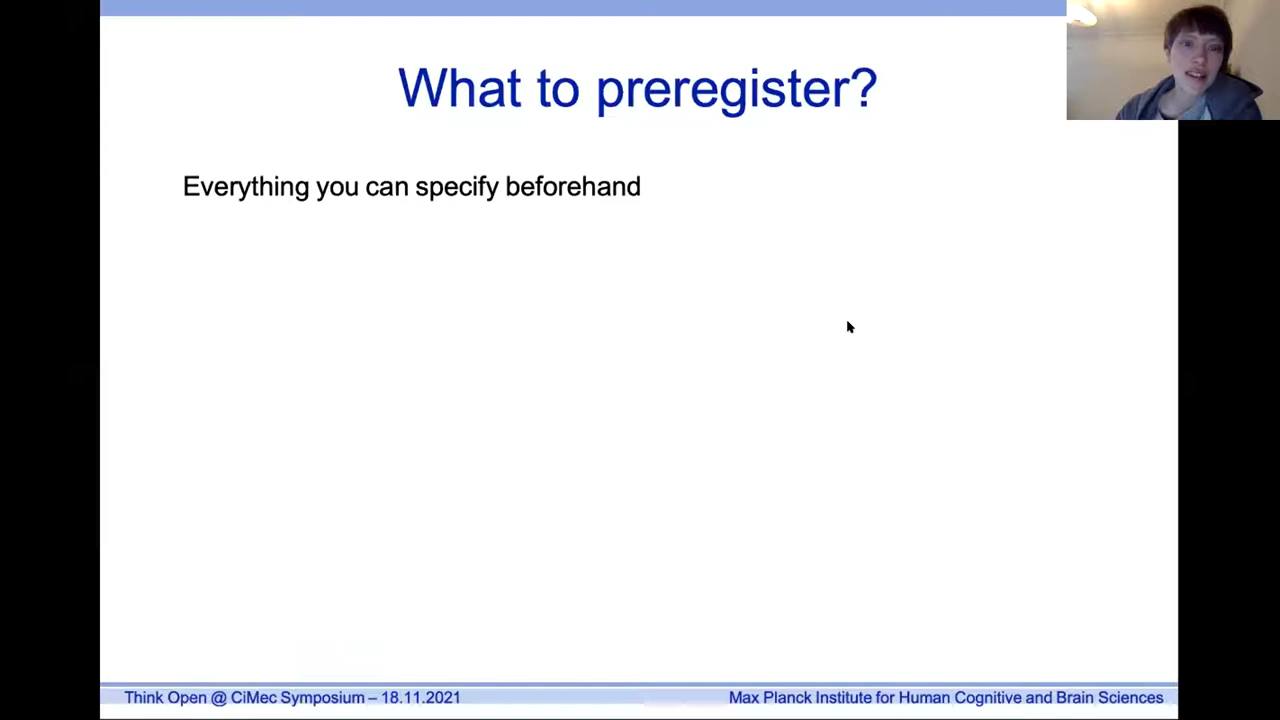 What to preregister?
Everything you can specify beforehand
Think Open @ CiMec Symposium – 18.11.2021
Max Planck Institute for Human Cognitive and Brain Sciences